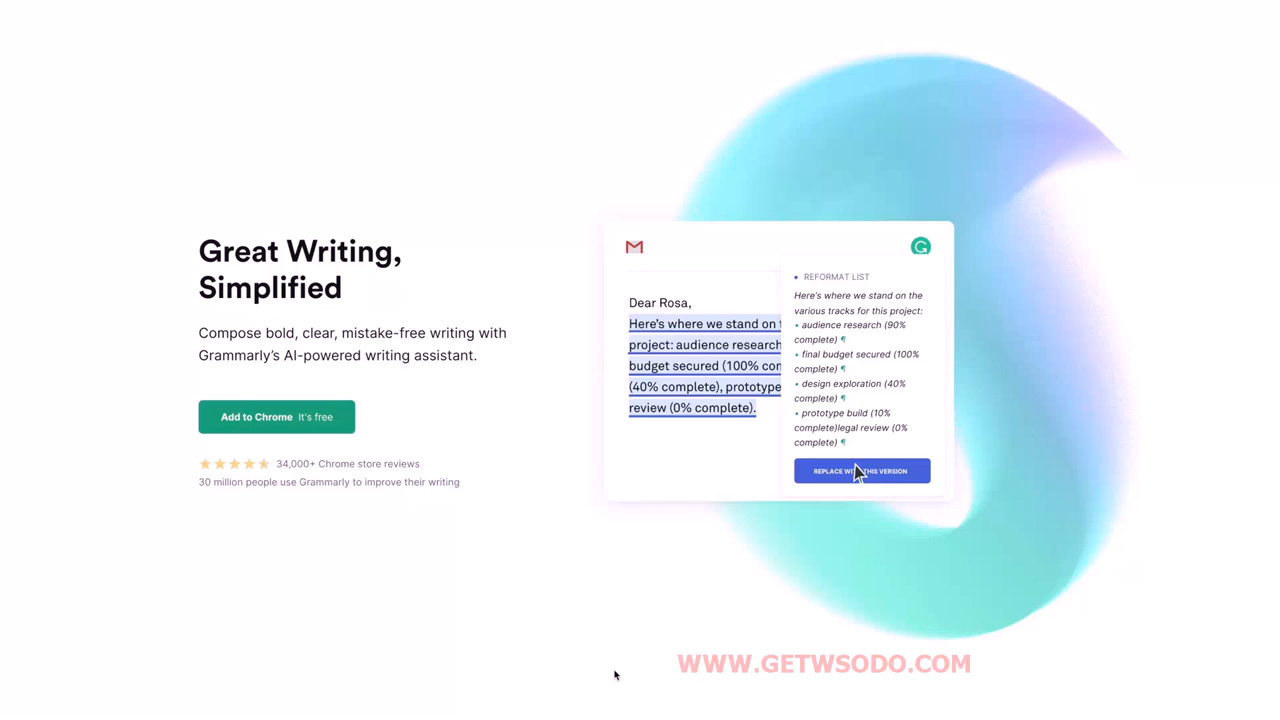 Great Writing,
Simplified
Compose bold, clear, mistake-free writing with
Grammarly's AI-powered writing assistant.
Add to Chrome It's free
34,000+ Chrome store reviews
30 million people use Grammarly to improve their writing
Dear Rosa,
Here's where we stand on
project: audience research
budget secured (100%
(40% complete), prototype
review (0% complete).
REFORMAT LIST
Here's where we stand on the
various tracks for this project:
• audience research (90%
complete) ¶
• final budget secured (100%
complete) ¶
• design exploration (40%
complete) ¶
• prototype build (10%
complete)legal review (0%
complete) ¶
REPLACE WITH THIS VERSION
WWW.GETWSODO.COM